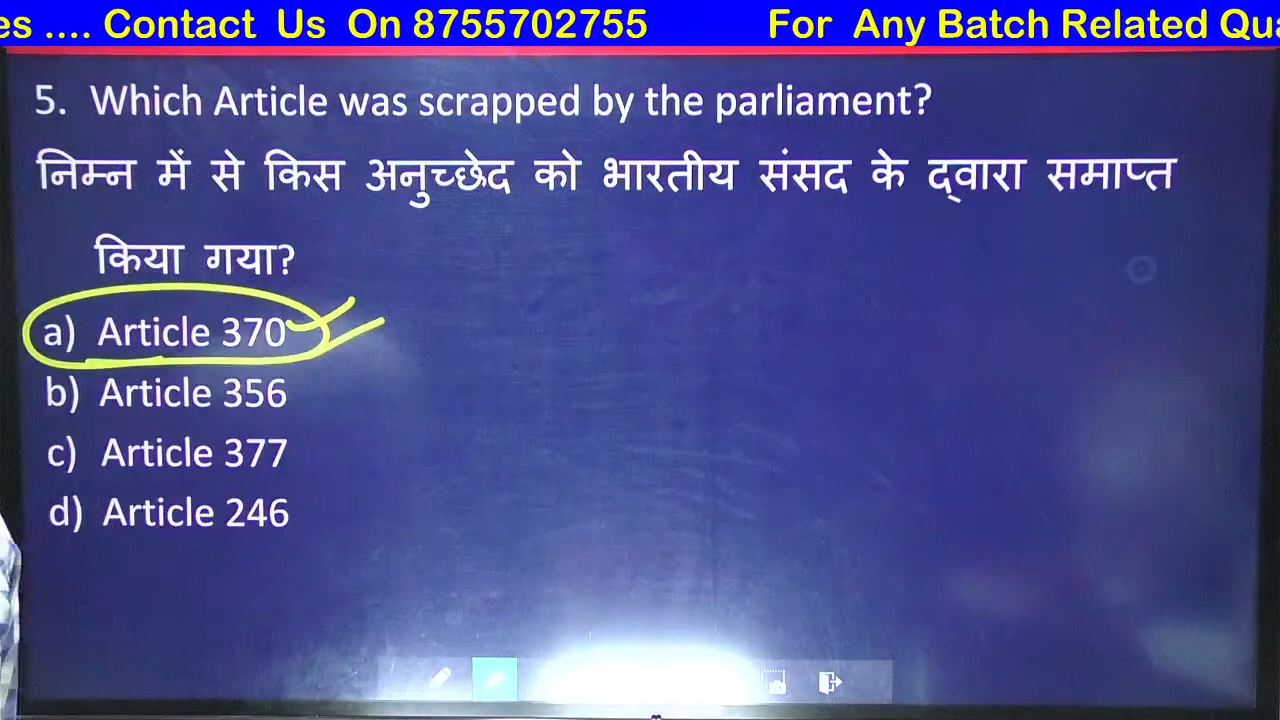 es .... Contact Us On 8755702755 For Any Batch Related Qua
5. Which Article was scrapped by the parliament?
निम्न में से किस अनुच्छेद को भारतीय संसद के द्वारा समाप्त
किया गया?
a) Article 370
b) Article 356
c) Article 377
d) Article 246